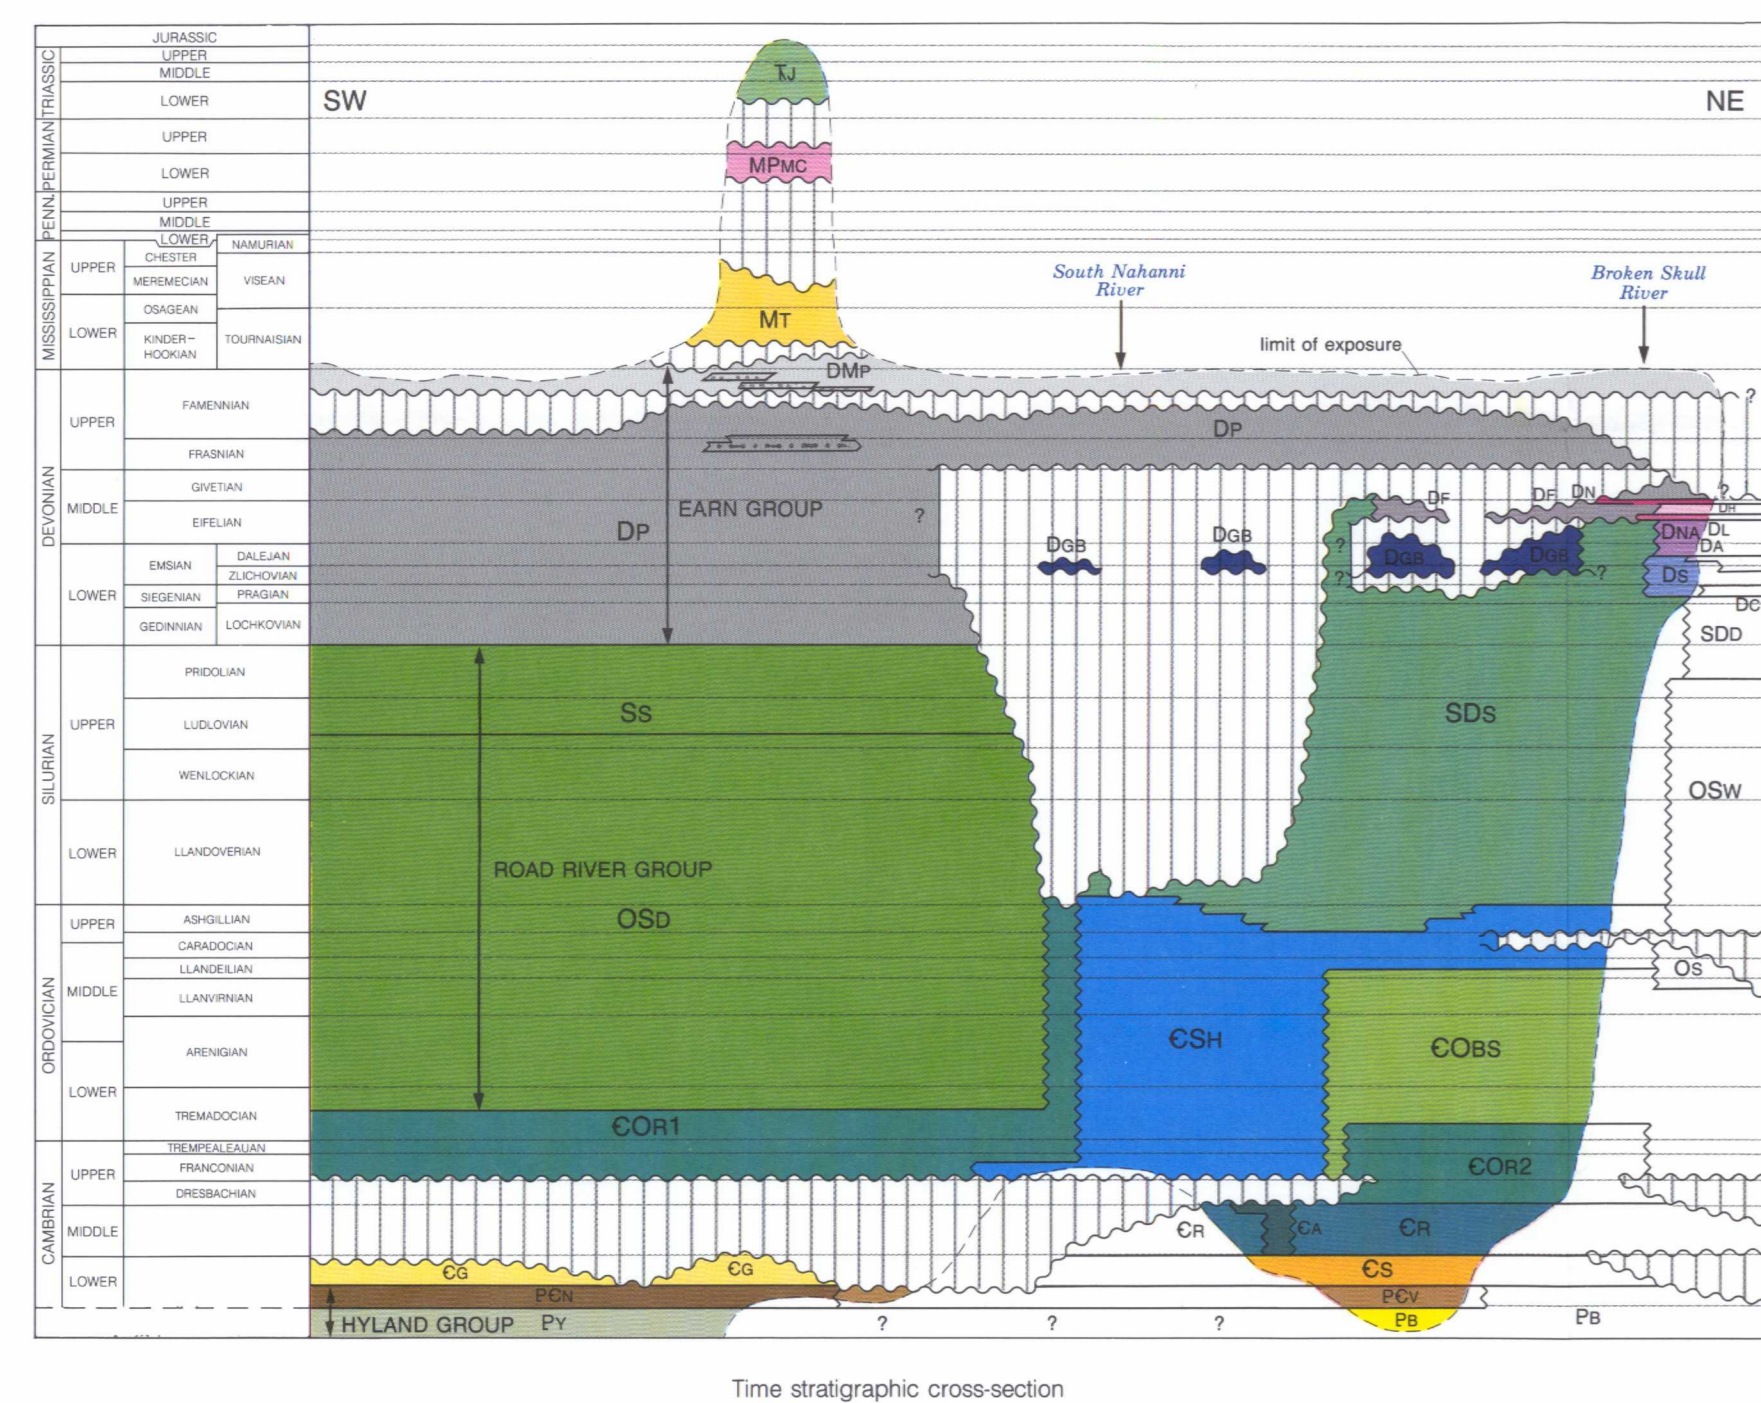 JURASSIC
UPPER
MIDDLE
LOWER
TRIASSIC
UPPER
LOWER
PERMIAN
UPPER
MIDDLE
LOWER
PENN.
NAMURIAN
UPPER
CHESTER
MEREMECIAN
VISEAN
OSAGEAN
LOWER
KINDER–
HOOKIAN
TOURNAISIAN
MISSISSIPPIAN
UPPER
FAMENNIAN
FRASNIAN
MIDDLE
GIVETIAN
EIFELIAN
DEVONIAN
LOWER
EMSIAN
DALEJAN
ZLICHOVIAN
SIEGENIAN
PRAGIAN
GEDINNIAN
LOCHKOVIAN
UPPER
PRIDOLIAN
LUDLOVIAN
WENLOCKIAN
SILURIAN
LOWER
LLANDOVERIAN
UPPER
ASHGILLIAN
CARADOCIAN
MIDDLE
LLANDEILIAN
LLANVIRNIAN
ORDOVICIAN
ARENIGIAN
LOWER
TREMADOCIAN
TREMPEALEAUAN
UPPER
FRANCONIAN
DRESBACHIAN
CAMBRIAN
MIDDLE
LOWER
SW
NE
TJ
MPMC
MT
South Nahanni
River
Broken Skull
River
limit of exposure
DMP
?
DP
EARN GROUP
DP
?
DGB
DGB
DGB
DGB
DF
DF
DN
?
DH
DNA
DL
DA
DS
DC
?
?
?
SDD
SS
SDS
OSW
ROAD RIVER GROUP
OSD
OS
ЄSH
ЄOBS
ЄOR1
ЄOR2
ЄR
ЄA
ЄR
ЄG
ЄG
ЄS
PЄN
PЄV
HYLAND GROUP
PY
?
?
?
PB
PB
Time stratigraphic cross-section